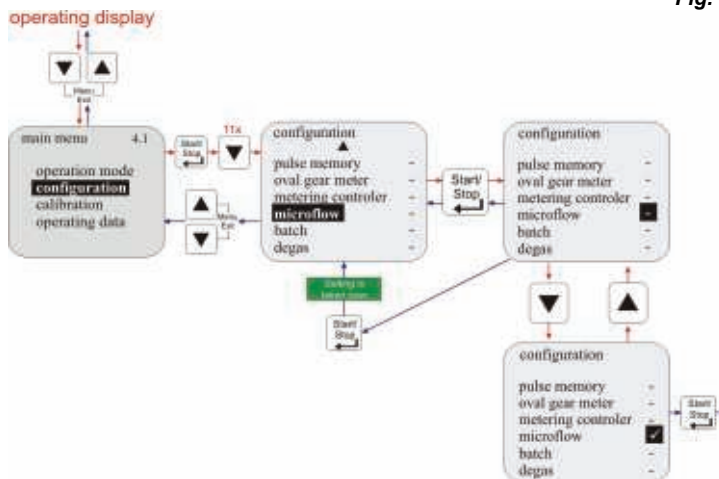 Fig.
operating display
Menu
Exit
main menu 4.1
operation mode
configuration
calibration
operating data
Start/
Stop
11x
Menu
Exit
configuration
pulse memory -
oval gear meter -
metering controler -
microflow -
batch -
degas -
Start/
Stop
configuration
pulse memory -
oval gear meter -
metering controler -
microflow -
batch -
degas -
Setting is
Start/
Stop
configuration
pulse memory -
oval gear meter -
metering controler -
microflow ✓
batch -
degas -
Start/
Stop